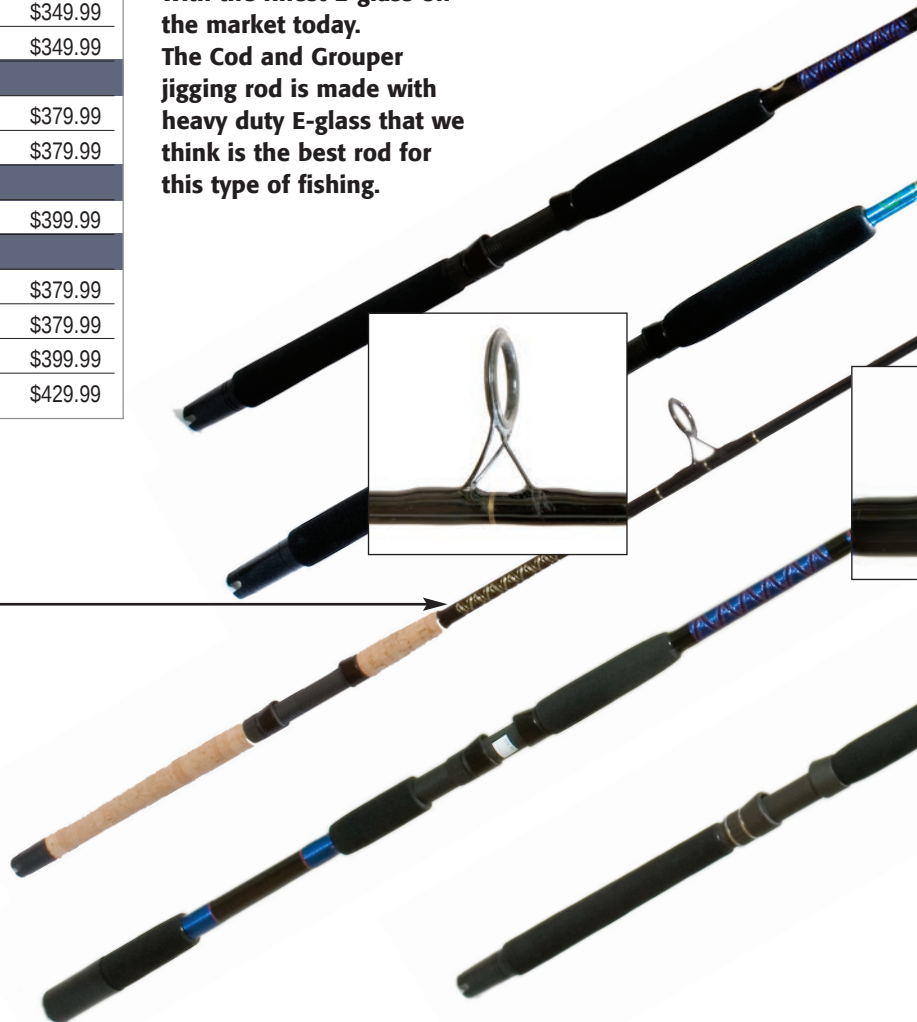 $349.99
$349.99
$379.99
$379.99
$399.99
$379.99
$379.99
$399.99
$429.99
the market today.
The Cod and Grouper
jigging rod is made with
heavy duty E-glass that we
think is the best rod for
this type of fishing.